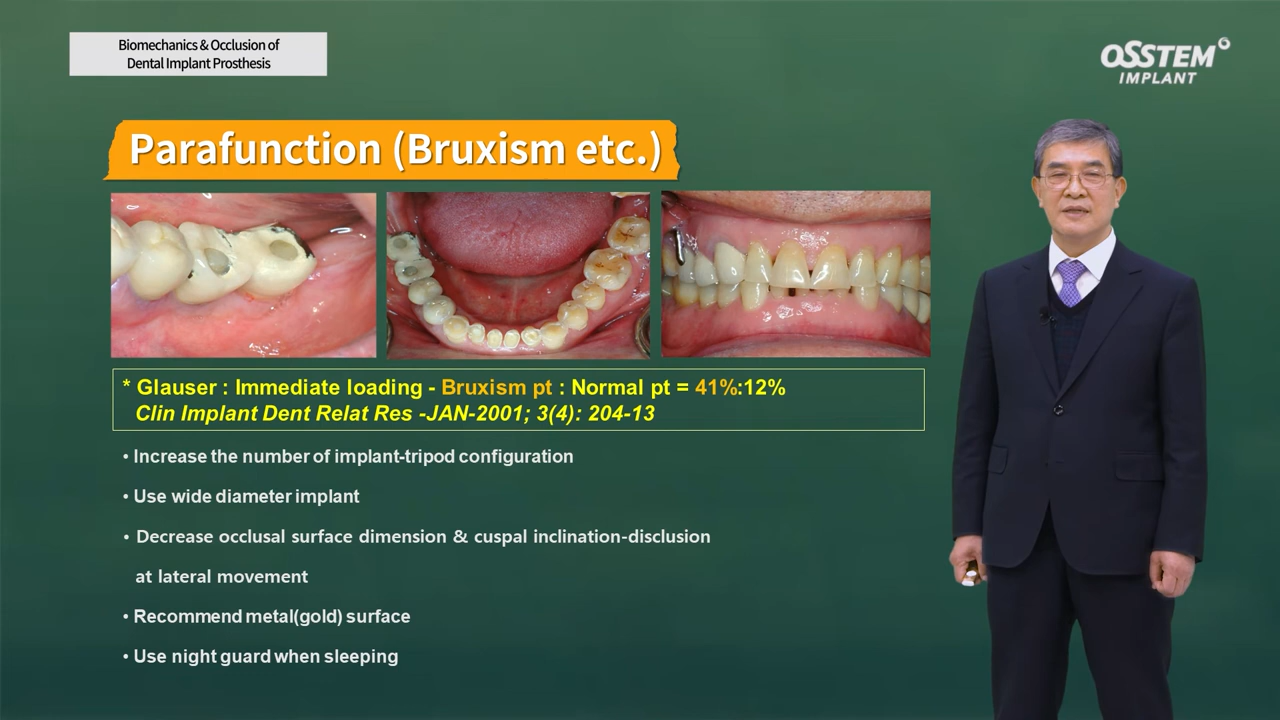 Biomechanics & Occlusion of
Dental Implant Prosthesis
OSSTEM
IMPLANT
Parafunction (Bruxism etc.)
* Glauser : Immediate loading - Bruxism pt : Normal pt = 41%:12%
Clin Implant Dent Relat Res -JAN-2001; 3(4): 204-13
• Increase the number of implant-tripod configuration
• Use wide diameter implant
• Decrease occlusal surface dimension & cuspal inclination-disclusion
at lateral movement
• Recommend metal(gold) surface
• Use night guard when sleeping